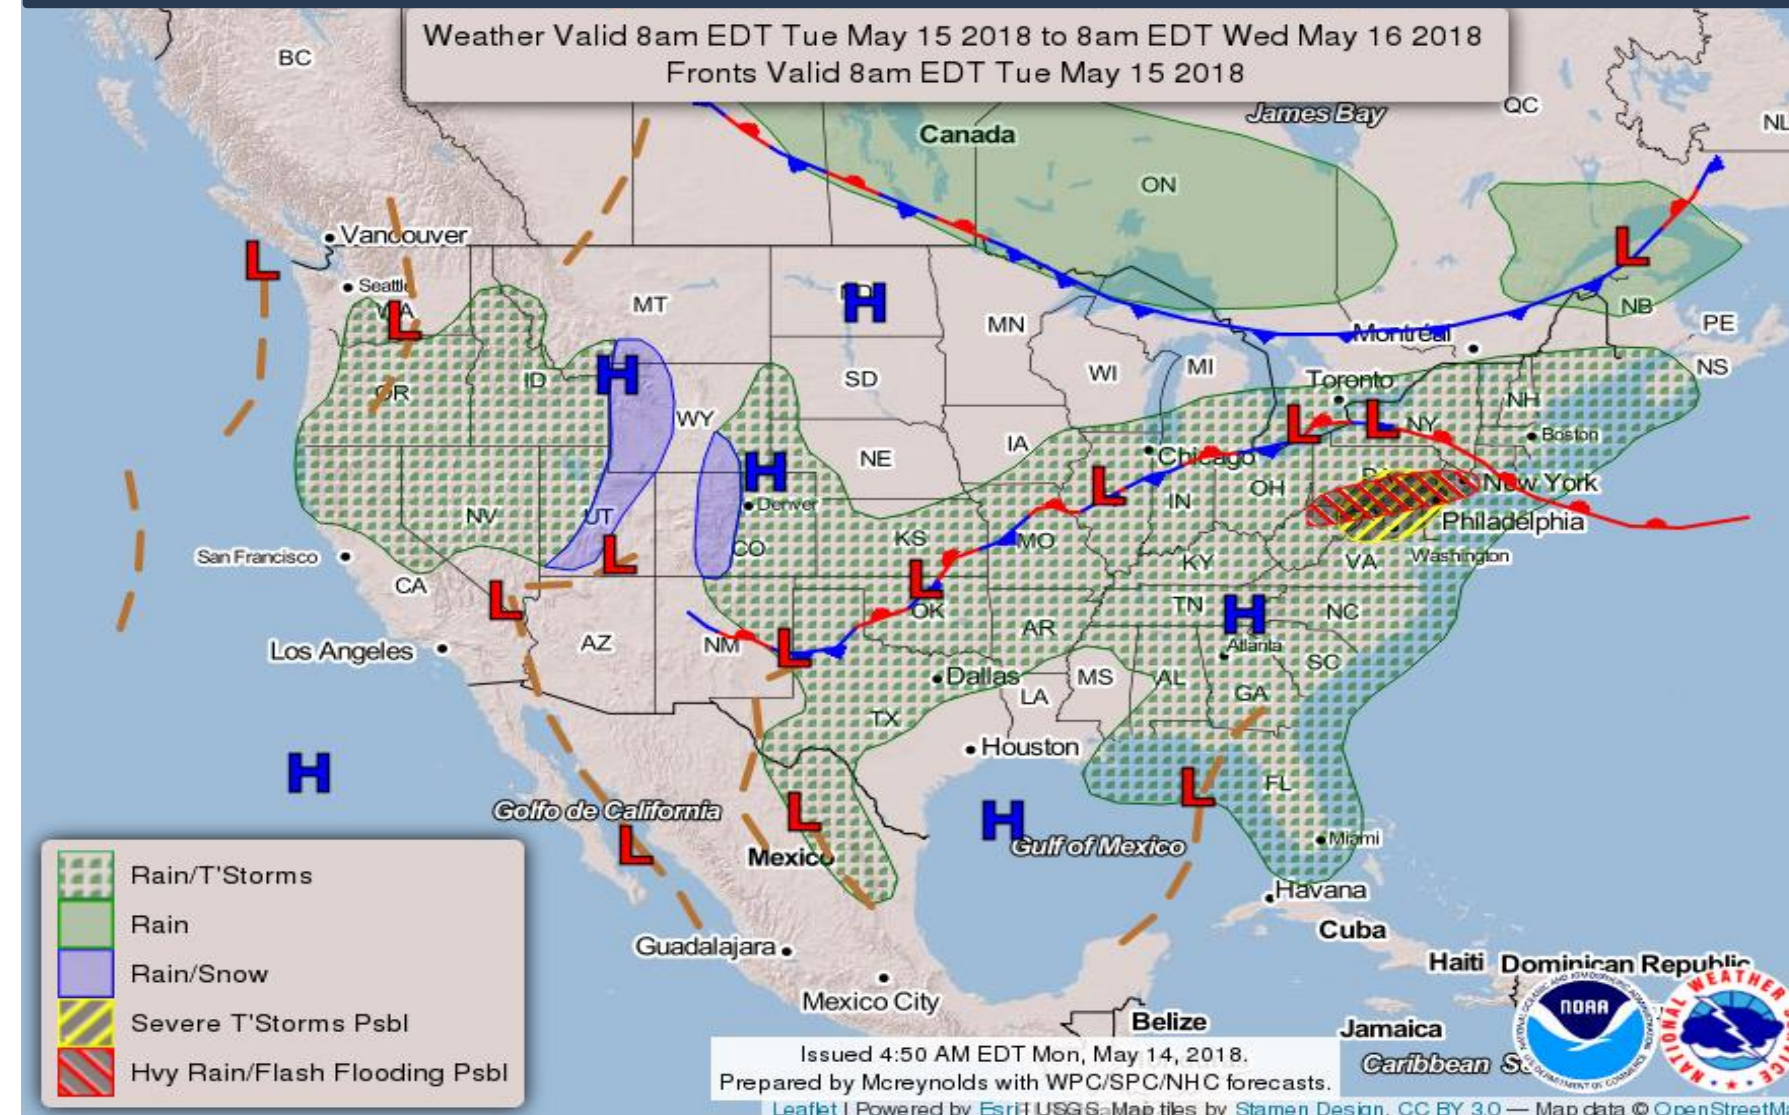 Weather Valid 8am EDT Tue May 15 2018 to 8am EDT Wed May 16 2018
Fronts Valid 8am EDT Tue May 15 2018
BC
James Bay
QC
NL
Canada
ON
Vancouver
L
L
Seattle
WA
MT
H
MN
Montréal
NB
PE
L
OR
ID
H
WY
SD
WI
MI
Toronto
NS
NH
L
L
NY
Boston
IA
NE
Chicago
H
Denver
L
IN
OH
New York
NV
UT
Philadelphia
San Francisco
CO
KS
MO
KY
VA
Washington
L
CA
L
L
OK
TN
H
NC
AR
Los Angeles
AZ
NM
L
Atlanta
SC
Dallas
MS
AL
LA
GA
TX
Houston
H
FL
L
Golfo de California
L
H
Miami
L
Mexico
Gulf of Mexico
Havana
Cuba
Guadalajara
Haiti
Dominican Republic
Mexico City
Belize
Jamaica
Caribbean
Rain/T'Storms
Rain
Rain/Snow
Severe T'Storms Psbl
Hvy Rain/Flash Flooding Psbl
Issued 4:50 AM EDT Mon, May 14, 2018.
Prepared by Mcreynolds with WPC/SPC/NHC forecasts.
Leaflet | Powered by Esri | USGS, Map tiles by Stamen Design, CC BY 3.0 — Map data © OpenStreetM
NOAA
NATIONAL WEATHER